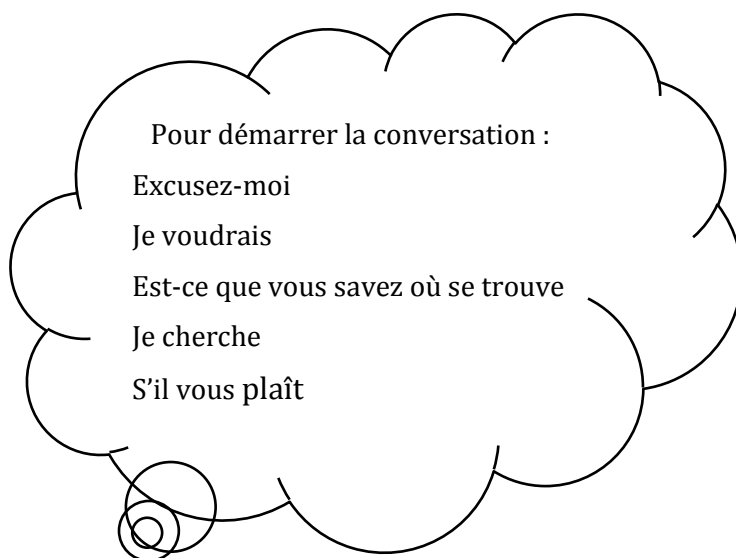 Pour démarrer la conversation :
Excusez-moi
Je voudrais
Est-ce que vous savez où se trouve
Je cherche
S’il vous plaît